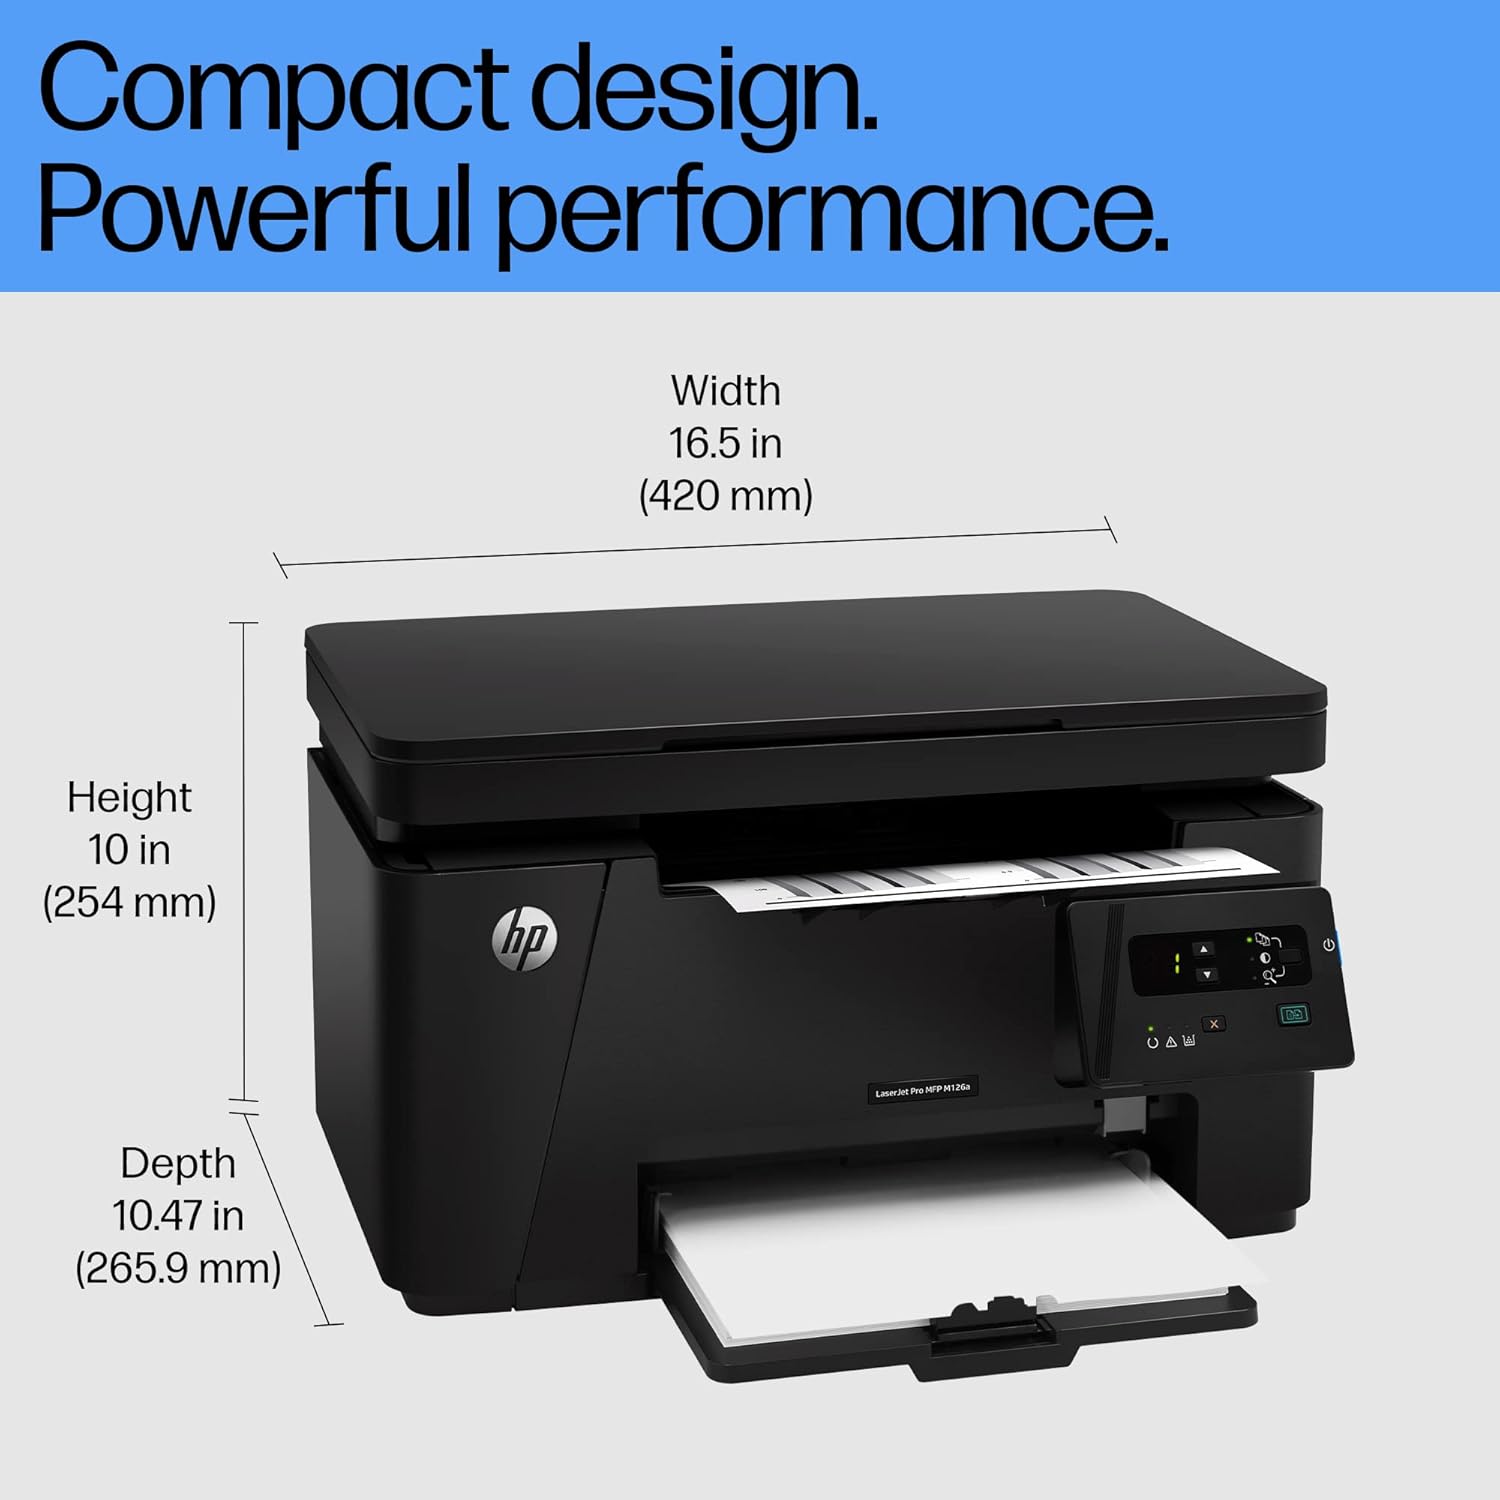 Compact design.
Powerful performance.
Width
16.5 in
(420 mm)
Height
10 in
(254 mm)
hp
1
LaserJet Pro MFP M126a
Depth
10.47 in
(265.9 mm)